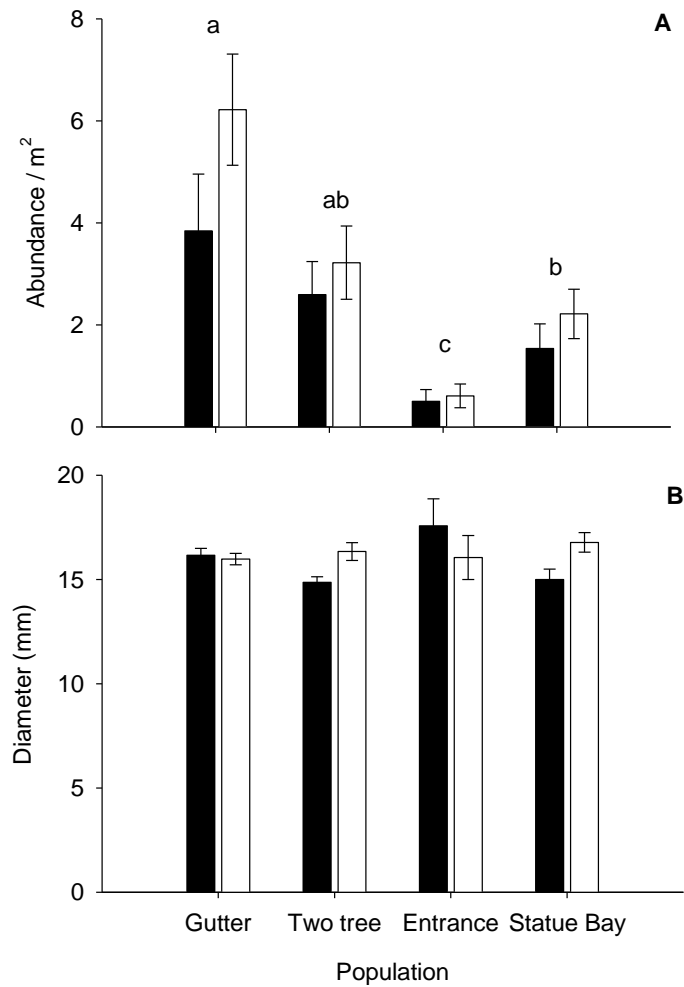 A
8
a
6
Abundance / m²
ab
4
b
2
c
0
B
20
15
Diameter (mm)
10
5
0
Gutter Two tree Entrance Statue Bay
Population